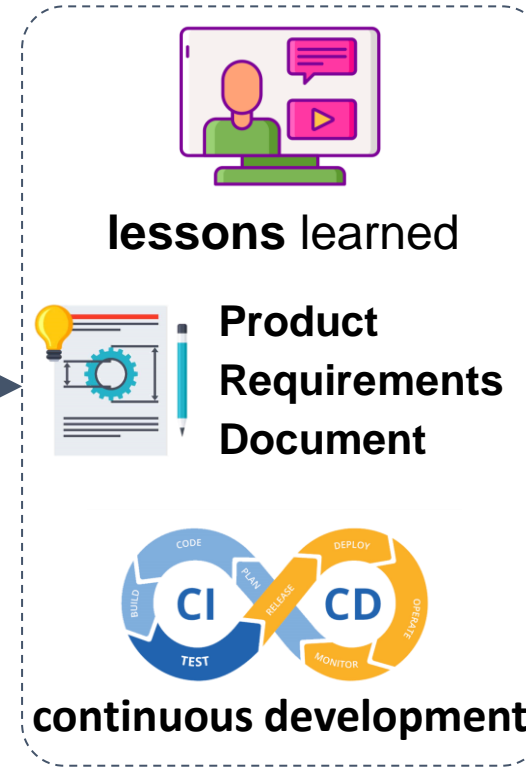 lessons learned
Product
Requirements
Document
CODE
DEPLOY
BUILD
PLAN
RELEASE
OPERATE
CI
CD
TEST
MONITOR
continuous development